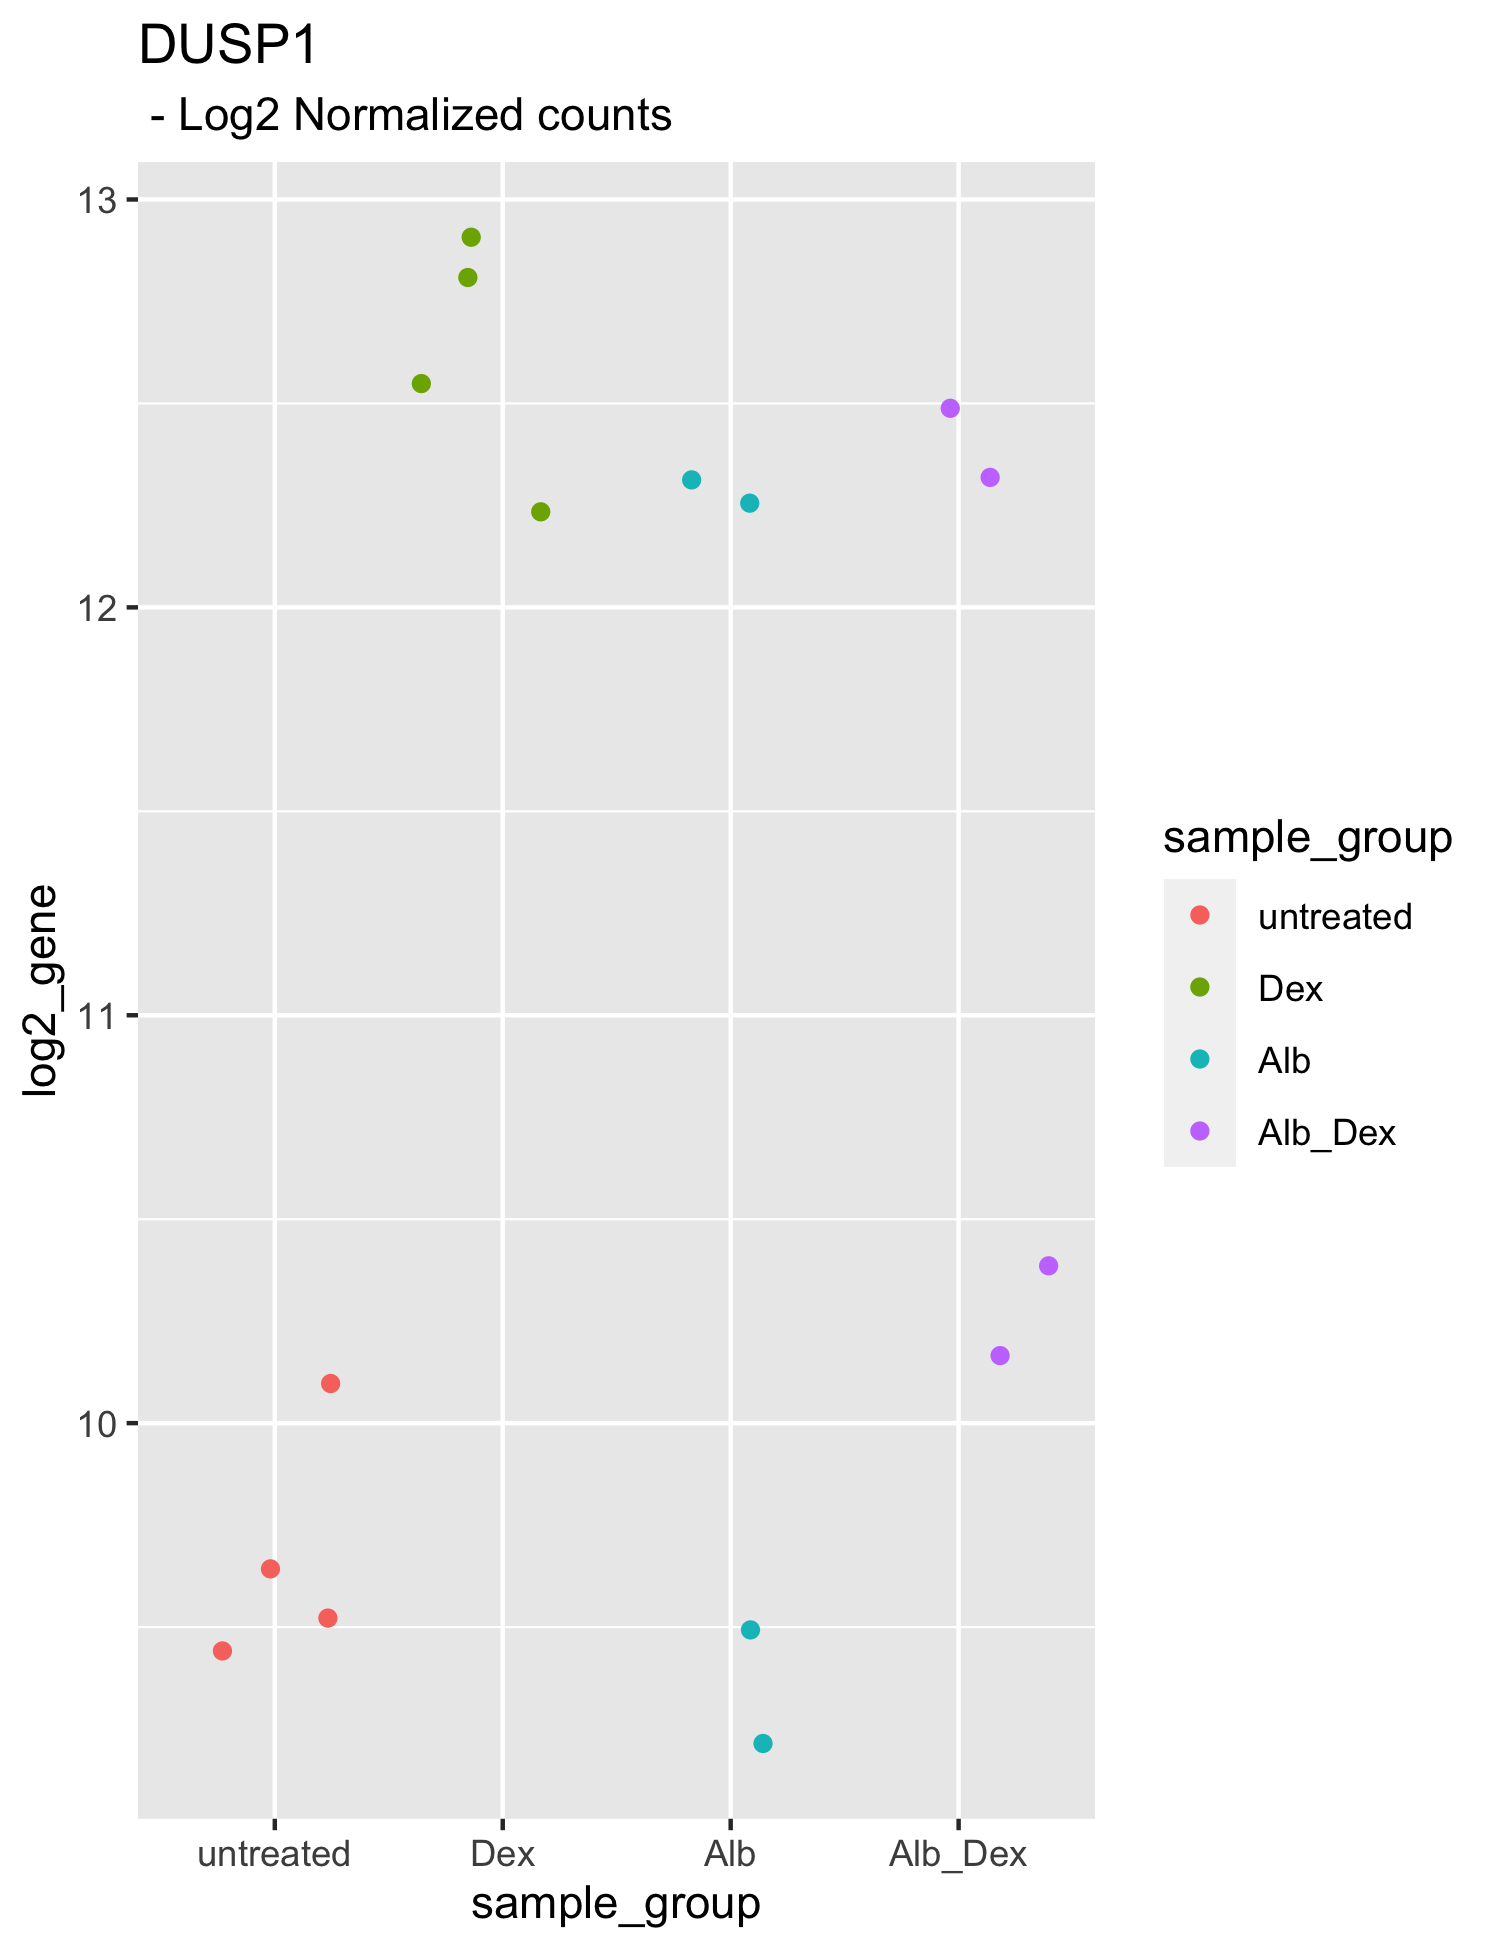 DUSP1
- Log2 Normalized counts
13
12
11
10
log2_gene
untreated Dex Alb Alb_Dex
sample_group
sample_group
untreated
Dex
Alb
Alb_Dex